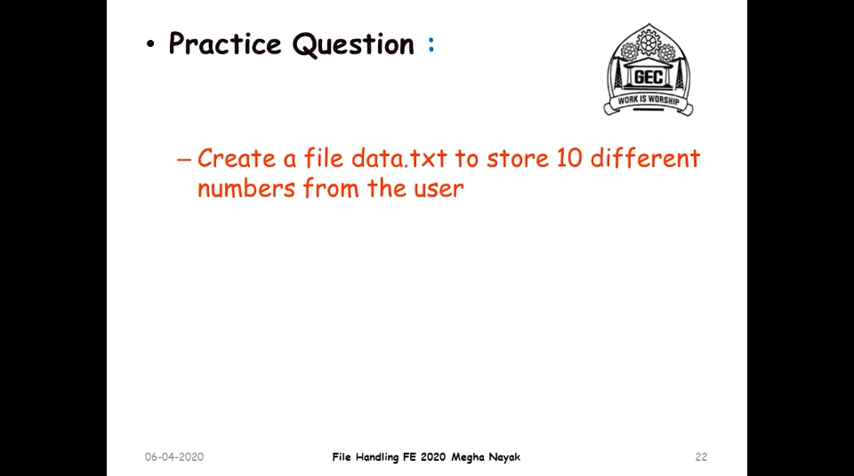 • Practice Question :
GEC
WORK IS WORSHIP
– Create a file data.txt to store 10 different
numbers from the user
06-04-2020
File Handling FE 2020 Megha Nayak
22